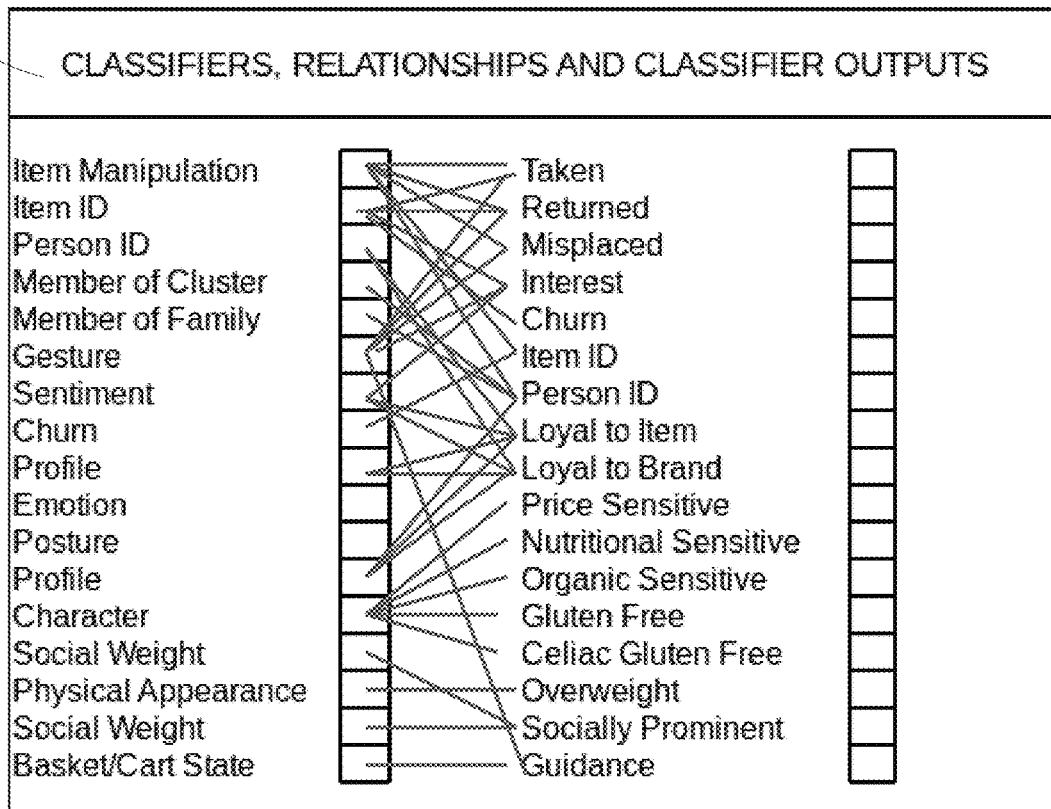 CLASSIFIERS, RELATIONSHIPS AND CLASSIFIER OUTPUTS
Item Manipulation
Item ID
Person ID
Member of Cluster
Member of Family
Gesture
Sentiment
Churn
Profile
Emotion
Posture
Profile
Character
Social Weight
Physical Appearance
Social Weight
Basket/Cart State
Taken
Returned
Misplaced
Interest
Churn
Item ID
Person ID
Loyal to Item
Loyal to Brand
Price Sensitive
Nutritional Sensitive
Organic Sensitive
Gluten Free
Celiac Gluten Free
Overweight
Socially Prominent
Guidance